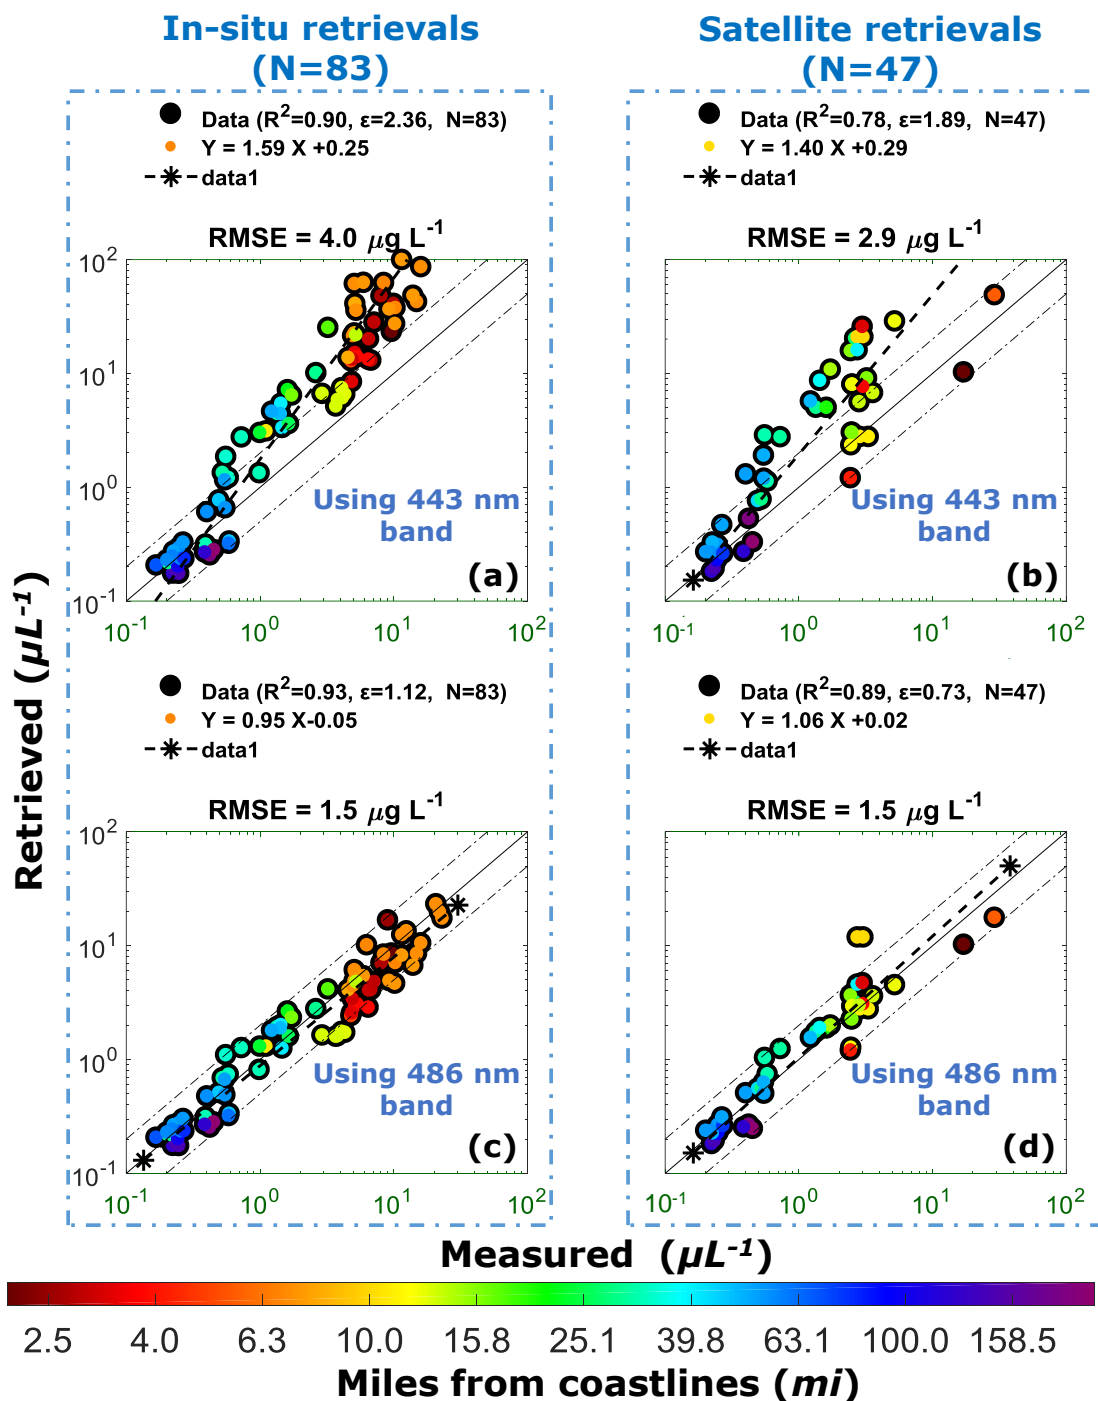 In-situ retrievals
(N=83)
Satellite retrievals
(N=47)
Data (R²=0.90, ε=2.36, N=83)
Y = 1.59 X +0.25
data1
RMSE = 4.0 μg L⁻¹
10²
10¹
10⁰
10⁻¹
Using 443 nm
band
(a)
10⁻¹ 10⁰ 10¹ 10²
Data (R²=0.78, ε=1.89, N=47)
Y = 1.40 X +0.29
data1
RMSE = 2.9 μg L⁻¹
Using 443 nm
band
(b)
10⁻¹ 10⁰ 10¹ 10²
Retrieved (μL⁻¹)
Data (R²=0.93, ε=1.12, N=83)
Y = 0.95 X-0.05
data1
RMSE = 1.5 μg L⁻¹
10²
10¹
10⁰
10⁻¹
Using 486 nm
band
(c)
10⁻¹ 10⁰ 10¹ 10²
Data (R²=0.89, ε=0.73, N=47)
Y = 1.06 X +0.02
data1
RMSE = 1.5 μg L⁻¹
Using 486 nm
band
(d)
10⁻¹ 10⁰ 10¹ 10²
Measured (μL⁻¹)
2.5 4.0 6.3 10.0 15.8 25.1 39.8 63.1 100.0 158.5
Miles from coastlines (mi)